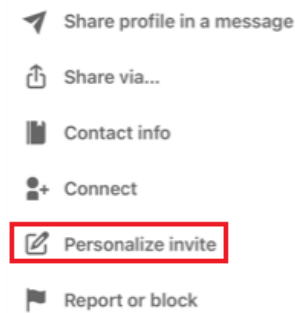 Share profile in a message
Share via...
Contact info
Connect
Personalize invite
Report or block